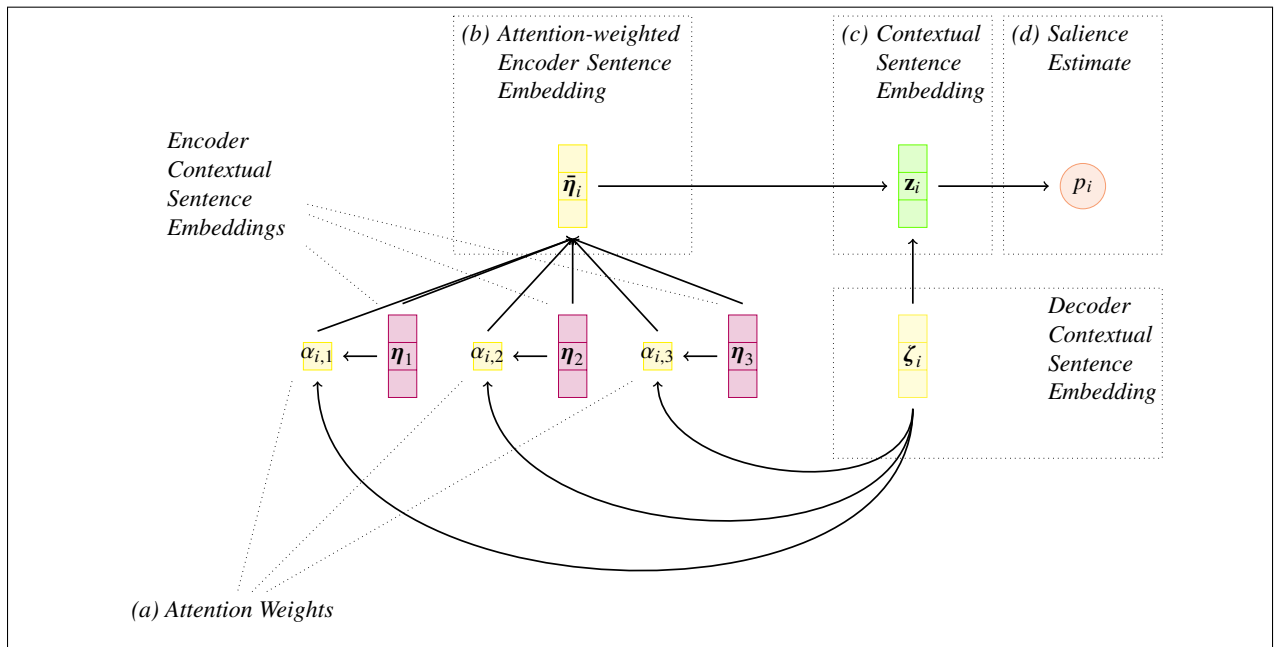 (b) Attention-weighted
Encoder Sentence
Embedding
(c) Contextual
Sentence
Embedding
(d) Salience
Estimate
Encoder
Contextual
Sentence
Embeddings
η̄ᵢ
zᵢ
pᵢ
Decoder
Contextual
Sentence
Embedding
αᵢ,₁
η₁
αᵢ,₂
η₂
αᵢ,₃
η₃
ζᵢ
(a) Attention Weights